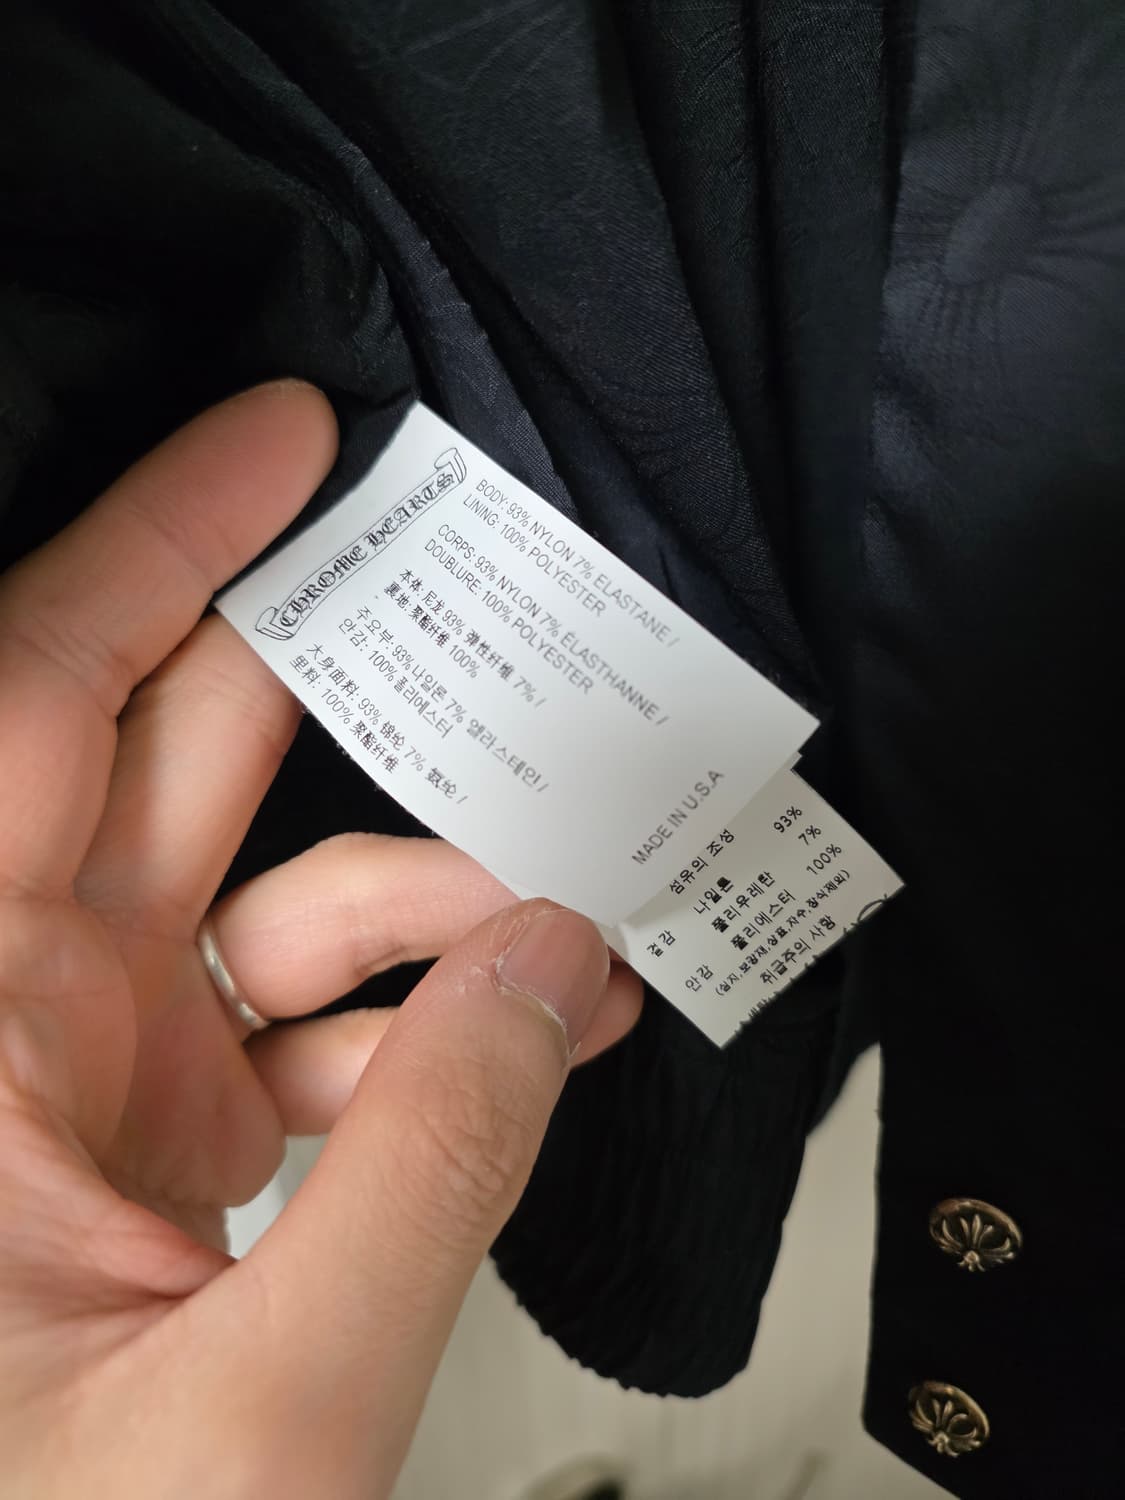 CHROME HEARTS
BODY: 93% NYLON 7% ELASTANE /
LINING: 100% POLYESTER
CORPS: 93% NYLON 7% ÉLASTHANNE /
DOUBLURE: 100% POLYESTER
本体: 尼龙 93% 弹性纤维 7% /
裏地: 聚酯纤维 100%
주요부: 93% 나일론 7% 엘라스테인 /
안감: 100% 폴리에스터
大身面料: 93% 锦纶 7% 氨纶 /
里料: 100% 聚酯纤维
MADE IN U.S.A
섬유의 조성
겉감 나일론 93%
폴리우레탄 7%
안감 폴리에스터 100%
(심지,보강재,상표,자수,장식제외)
취급주의 사항